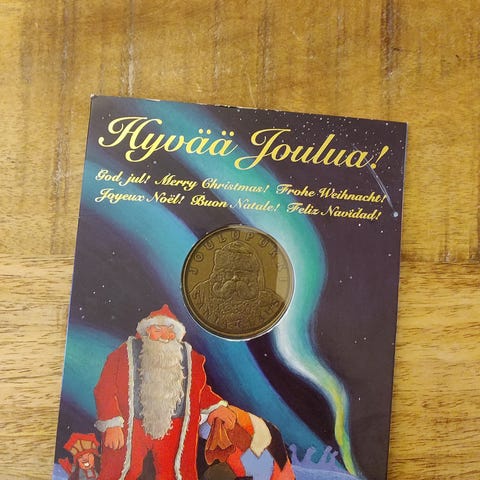 Hyvää Joulua!
God jul! Merry Christmas! Frohe Weihnacht!
Joyeux Noël! Buon Natale! Feliz Navidad!
JOULUPUKKI